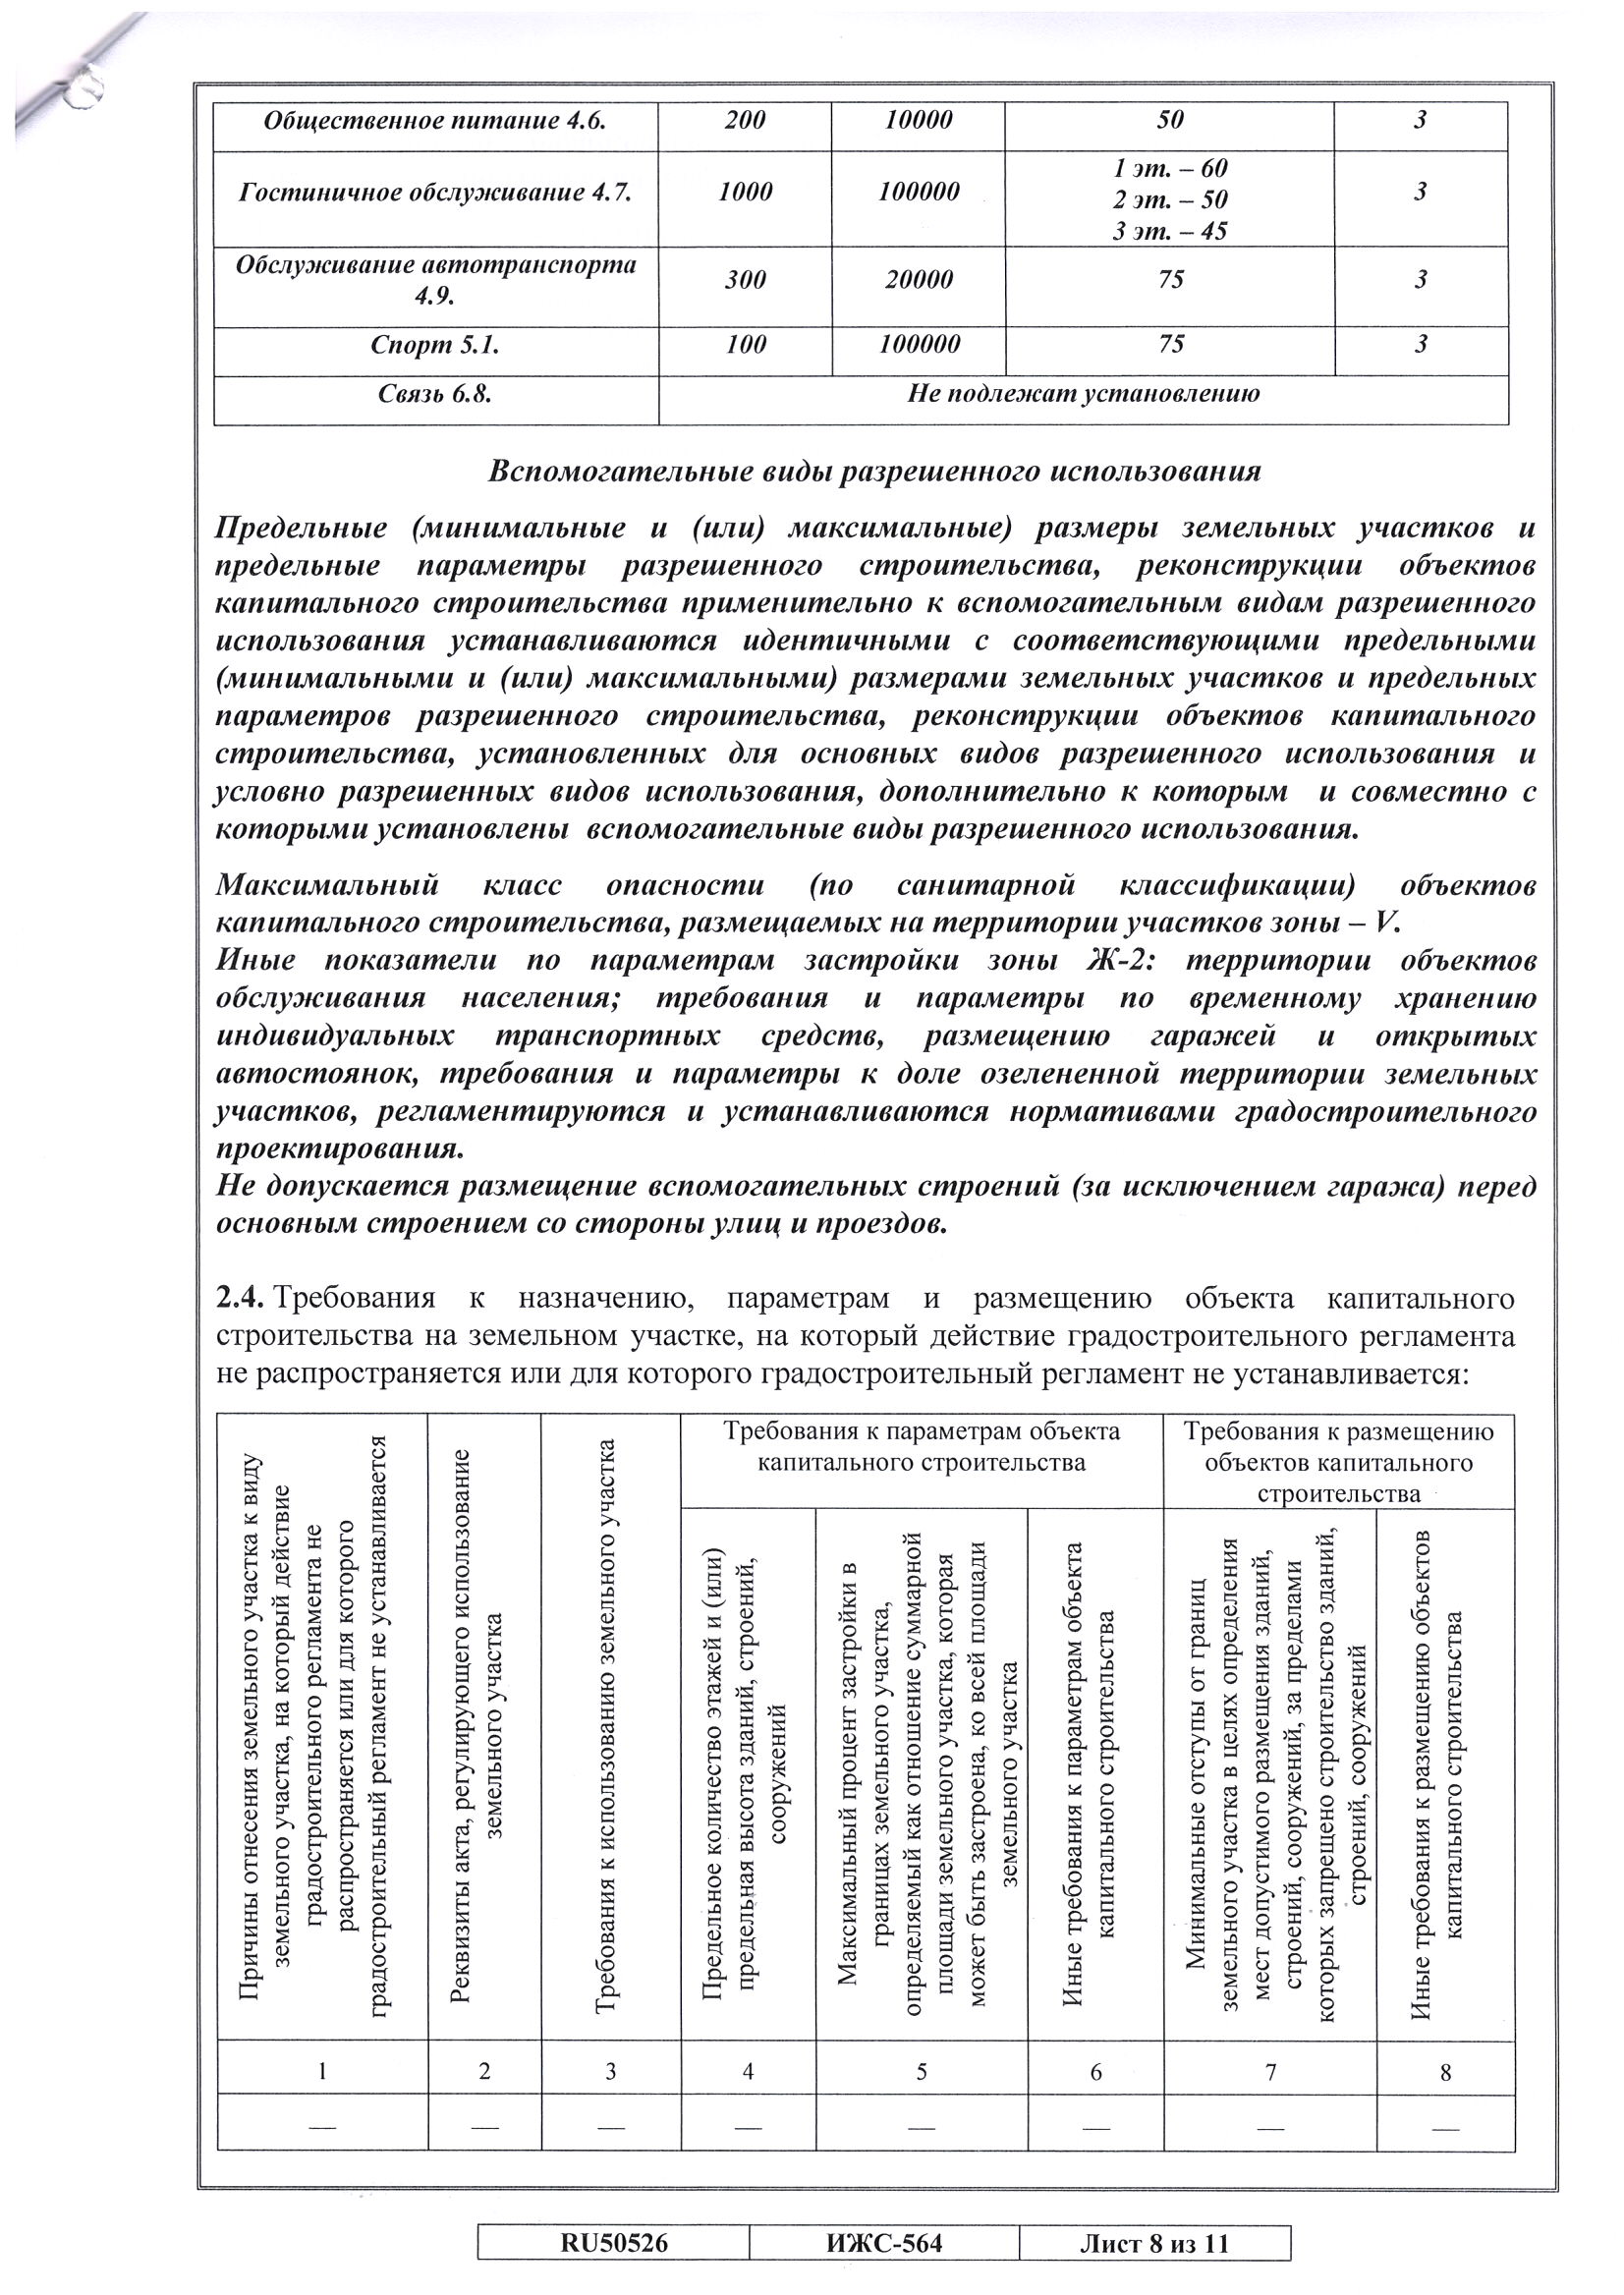 Общественное питание 4.6. 200 10000 50 3
Гостиничное обслуживание 4.7. 1000 100000 1 эт. – 60
2 эт. – 50
3 эт. – 45
3
Обслуживание автотранспорта
4.9.
300 20000 75 3
Спорт 5.1. 100 100000 75 3
Связь 6.8. Не подлежат установлению
Вспомогательные виды разрешенного использования
Предельные (минимальные и (или) максимальные) размеры земельных участков и
предельные параметры разрешенного строительства, реконструкции объектов
капитального строительства применительно к вспомогательным видам разрешенного
использования устанавливаются идентичными с соответствующими предельными
(минимальными и (или) максимальными) размерами земельных участков и предельных
параметров разрешенного строительства, реконструкции объектов капитального
строительства, установленных для основных видов разрешенного использования и
условно разрешенных видов использования, дополнительно к которым и совместно с
которыми установлены вспомогательные виды разрешенного использования.
Максимальный класс опасности (по санитарной классификации) объектов
капитального строительства, размещаемых на территории участков зоны – V.
Иные показатели по параметрам застройки зоны Ж-2: территории объектов
обслуживания населения; требования и параметры по временному хранению
индивидуальных транспортных средств, размещению гаражей и открытых
автостоянок, требования и параметры к доле озелененной территории земельных
участков, регламентируются и устанавливаются нормативами градостроительного
проектирования.
Не допускается размещение вспомогательных строений (за исключением гаража) перед
основным строением со стороны улиц и проездов.
2.4. Требования к назначению, параметрам и размещению объекта капитального
строительства на земельном участке, на который действие градостроительного регламента
не распространяется или для которого градостроительный регламент не устанавливается:
Причины отнесения земельного участка к виду
земельного участка, на который действие
градостроительного регламента не
распространяется или для которого
градостроительный регламент не устанавливается
Реквизиты акта, регулирующего использование
земельного участка
Требования к использованию земельного участка
Требования к параметрам объекта
капитального строительства
Требования к размещению
объектов капитального
строительства
Предельное количество этажей и (или)
предельная высота зданий, строений,
сооружений
Максимальный процент застройки в
границах земельного участка,
определяемый как отношение суммарной
площади земельного участка, которая
может быть застроена, ко всей площади
земельного участка
Иные требования к параметрам объекта
капитального строительства
Минимальные отступы от границ
земельного участка в целях определения
мест допустимого размещения зданий,
строений, сооружений, за пределами
которых запрещено строительство зданий,
строений, сооружений
Иные требования к размещению объектов
капитального строительства
1 2 3 4 5 6 7 8
— — — — — — — —
RU50526 ИЖС-564 Лист 8 из 11